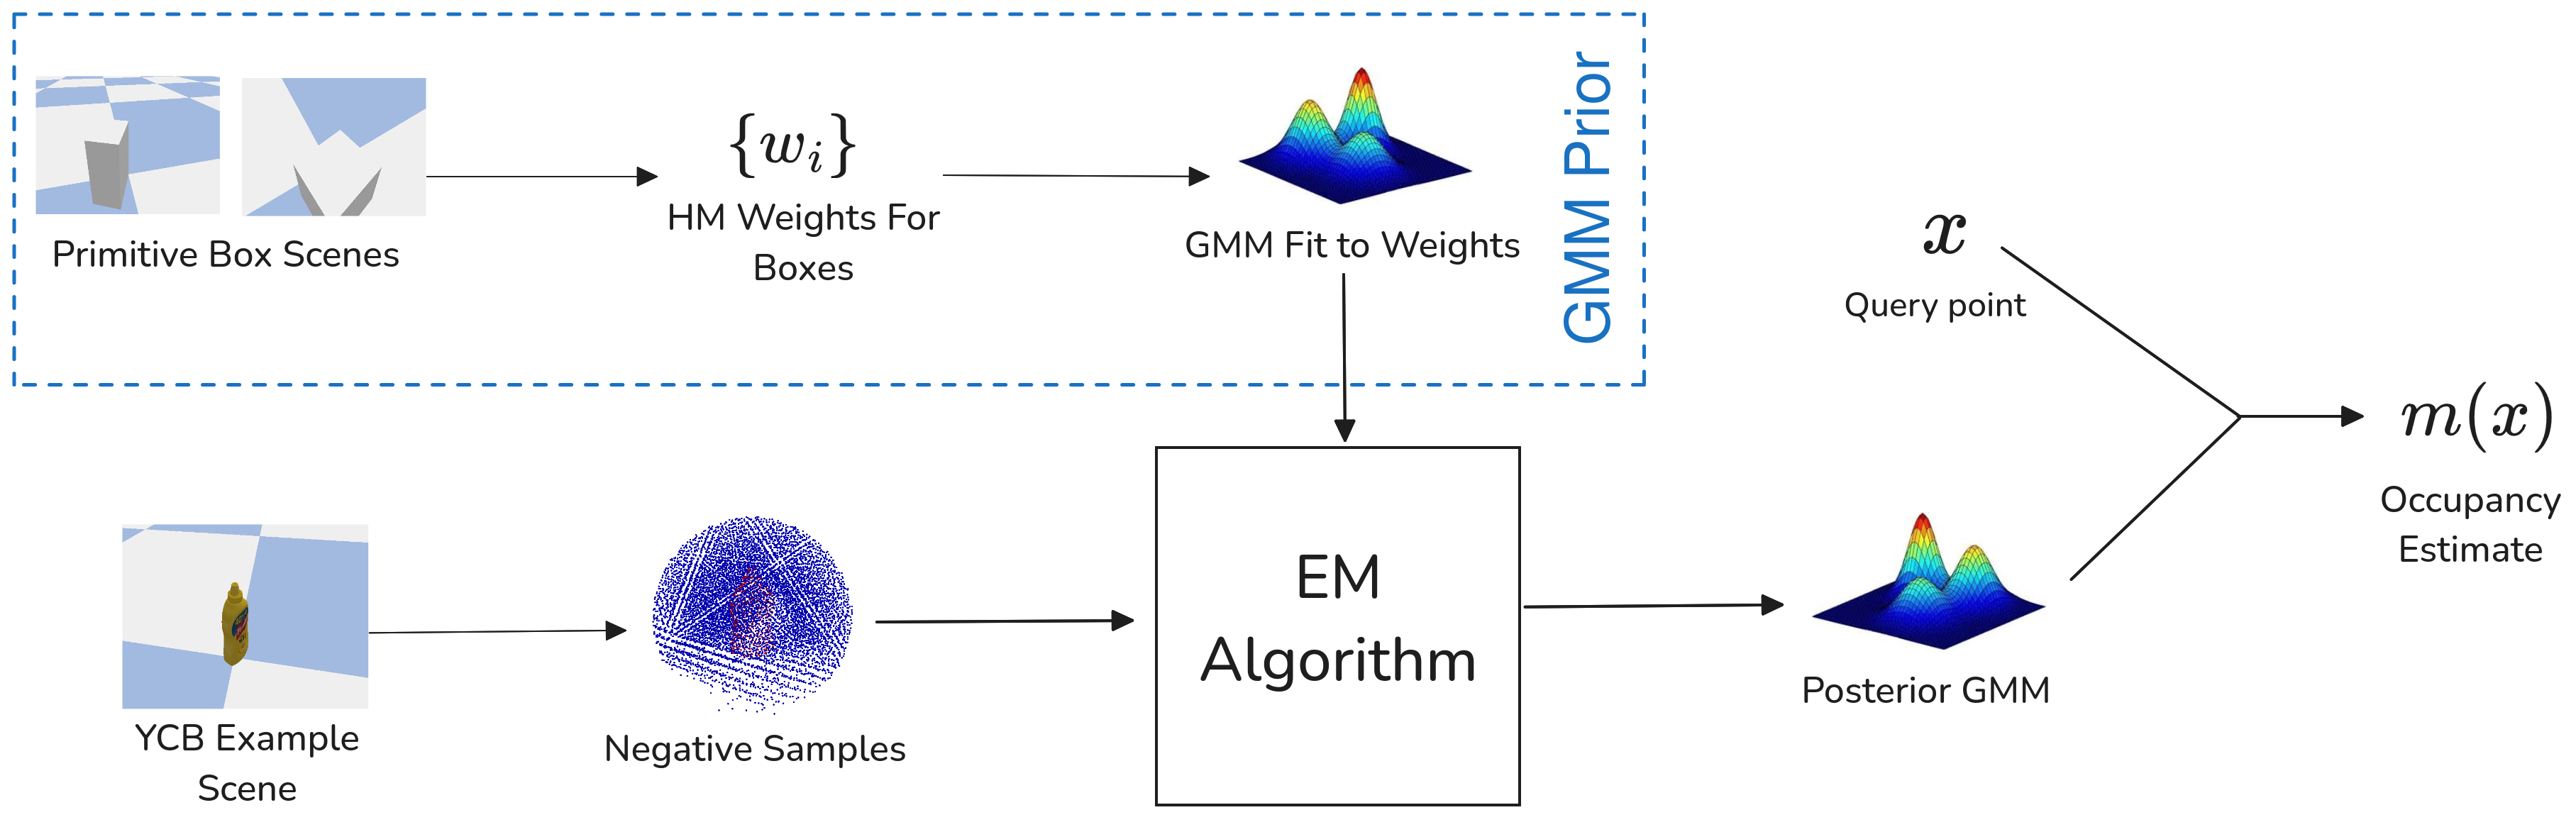 {w_i}
HM Weights For
Boxes
Primitive Box Scenes
GMM Fit to Weights
GMM Prior
x
Query point
m(x)
Occupancy
Estimate
YCB Example
Scene
Negative Samples
EM
Algorithm
Posterior GMM